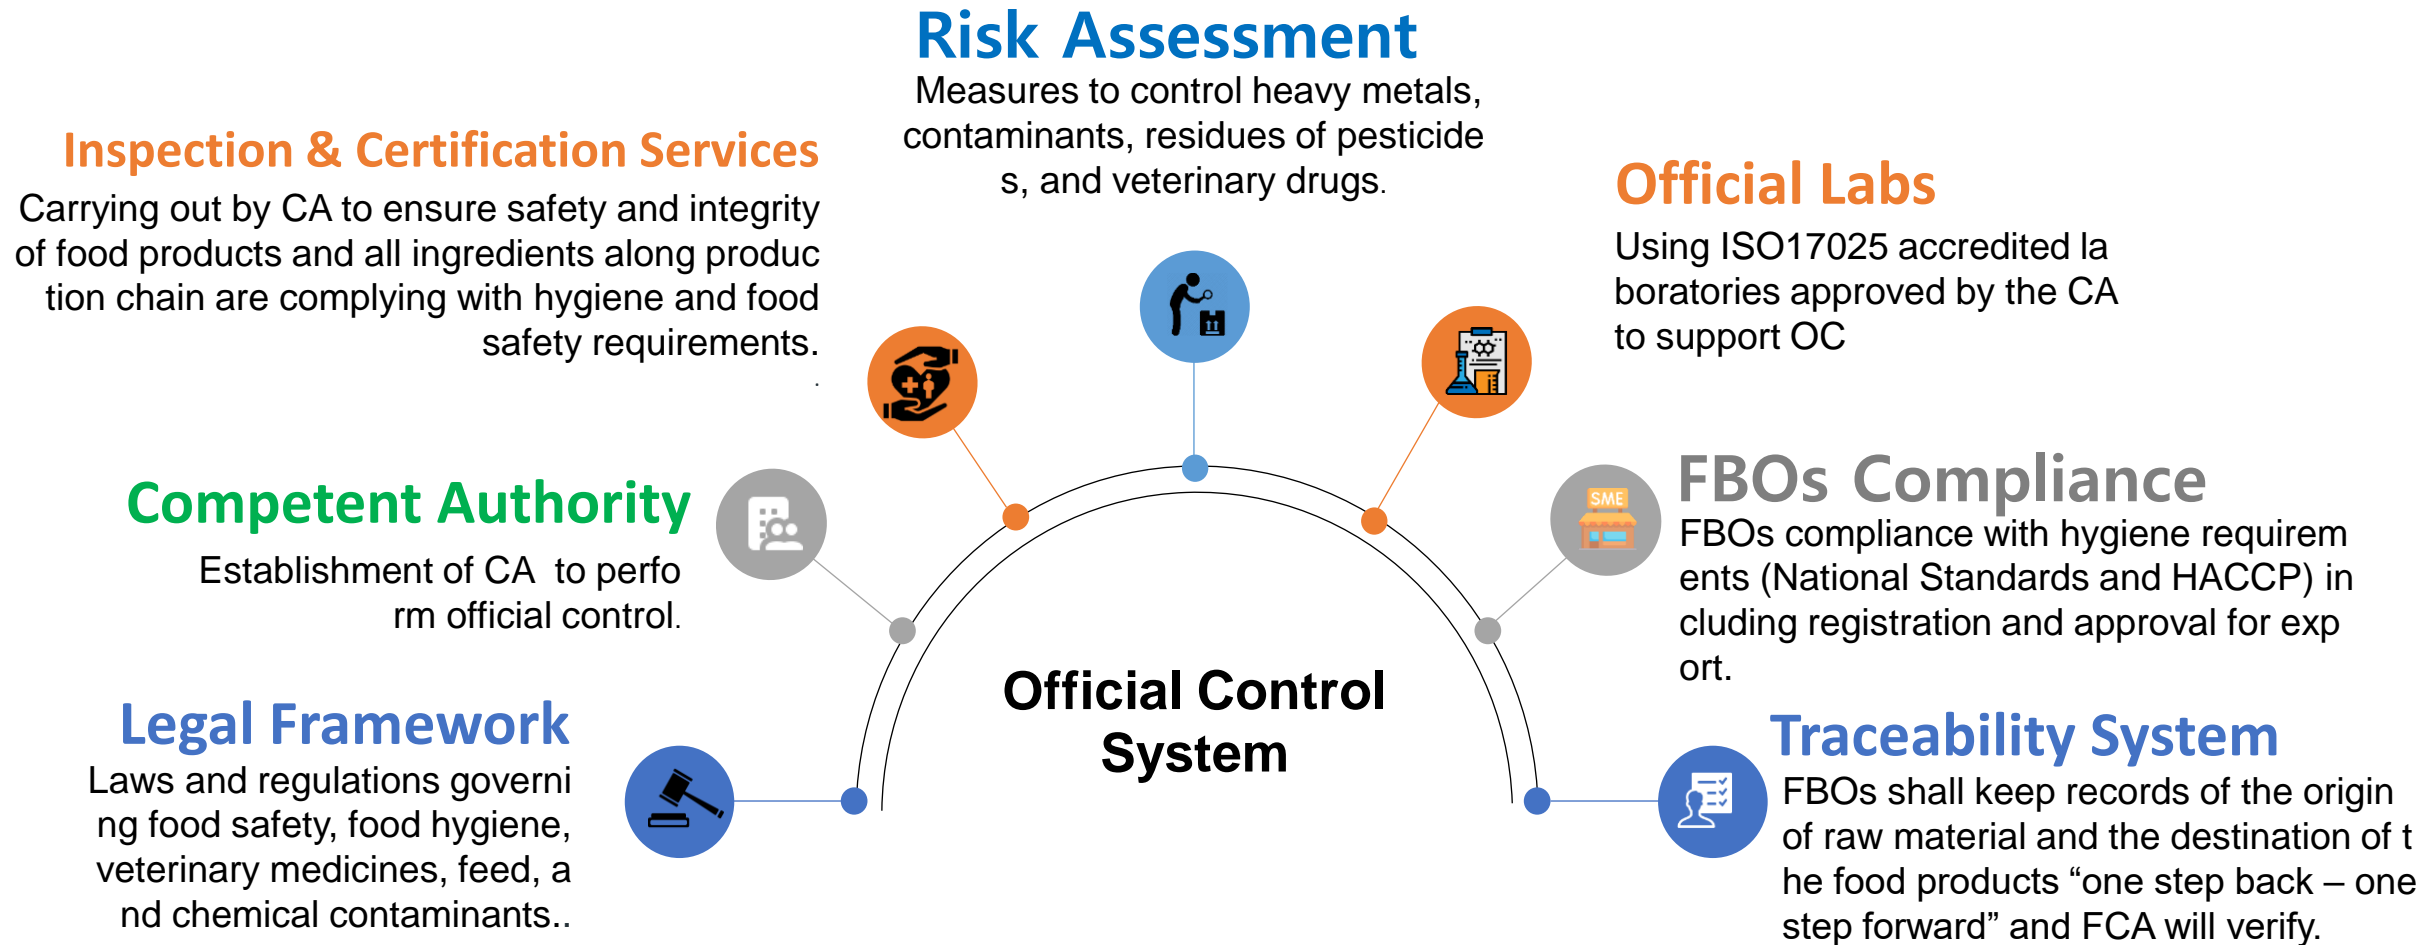 Risk Assessment
Measures to control heavy metals,
contaminants, residues of pesticide
s, and veterinary drugs.
Inspection & Certification Services
Carrying out by CA to ensure safety and integrity
of food products and all ingredients along produc
tion chain are complying with hygiene and food
safety requirements.
.
Official Labs
Using ISO17025 accredited la
boratories approved by the CA
to support OC
Competent Authority
Establishment of CA  to perfo
rm official control.
SME
FBOs Compliance
FBOs compliance with hygiene requirem
ents (National Standards and HACCP) in
cluding registration and approval for exp
ort.
Official Control
System
Legal Framework
Laws and regulations governi
ng food safety, food hygiene,
veterinary medicines, feed, a
nd chemical contaminants..
Traceability System
FBOs shall keep records of the origin
of raw material and the destination of t
he food products “one step back – one
step forward” and FCA will verify.